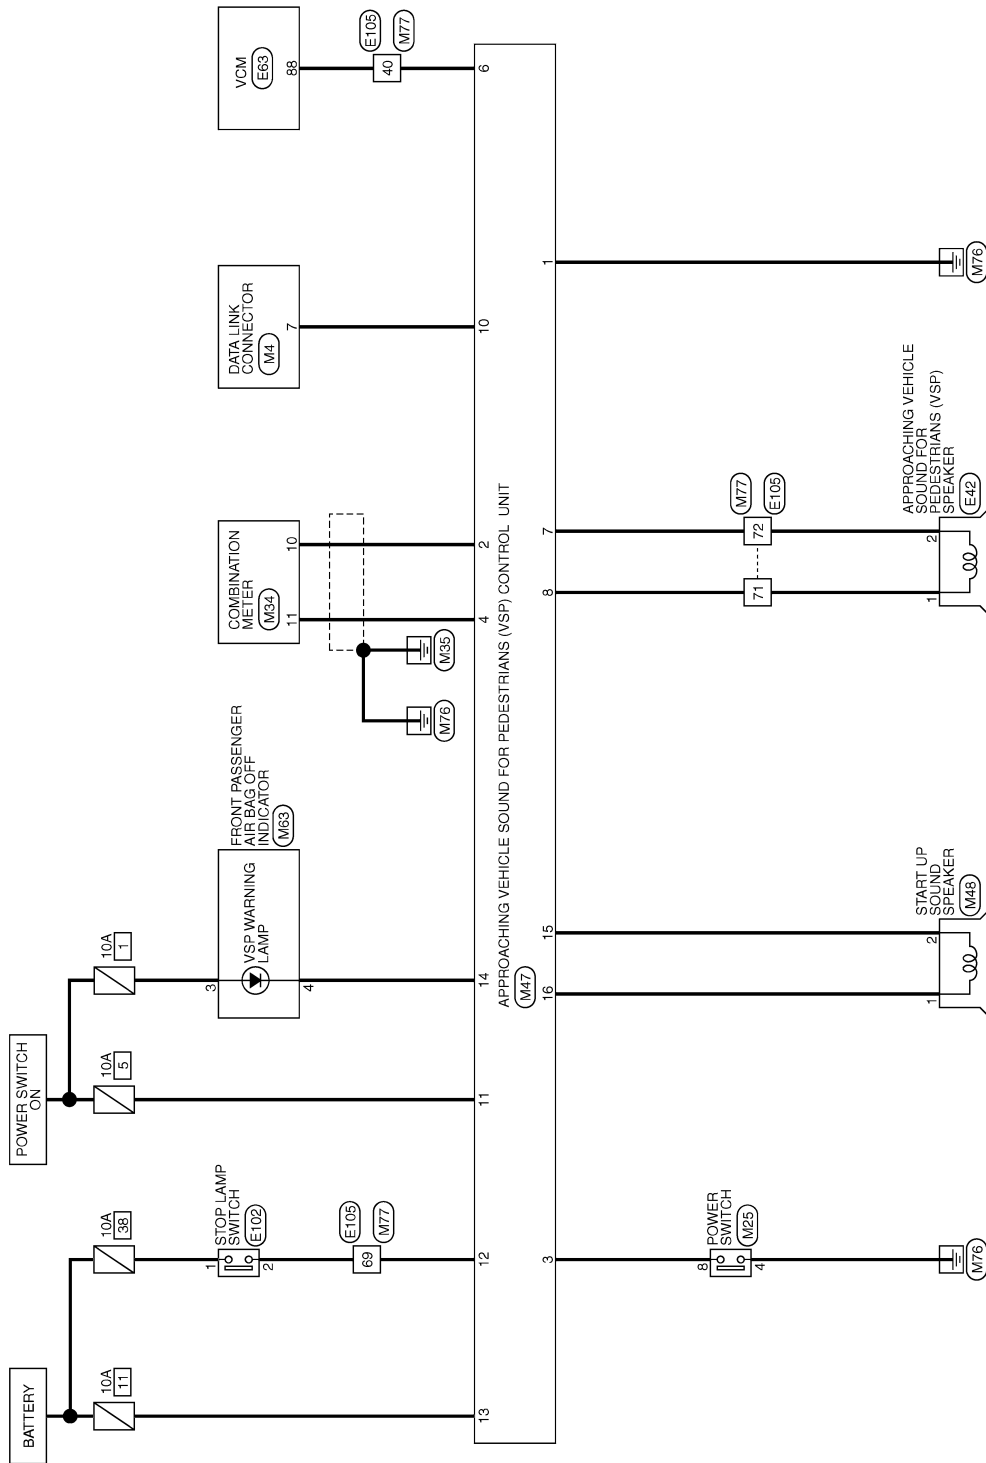 BATTERY
10A
11
10A
38
1
STOP LAMP
SWITCH
E102
2
E105
69
M77
POWER SWITCH
ON
10A
5
10A
1
FRONT PASSENGER
AIR BAG OFF
INDICATOR
M63
3
VSP WARNING
LAMP
4
COMBINATION
METER
M34
11
10
M76
M35
DATA LINK
CONNECTOR
M4
7
VCM
E63
88
E105
40
M77
13
12
11
14
4
2
10
6
APPROACHING VEHICLE SOUND FOR PEDESTRIANS (VSP) CONTROL UNIT
M47
3
16
15
8
7
1
8
POWER
SWITCH
M25
4
M76
START UP
SOUND
SPEAKER
M48
1
2
M77
71
72
E105
APPROACHING VEHICLE
SOUND FOR
PEDESTRIANS (VSP)
SPEAKER
E42
1
2
M76